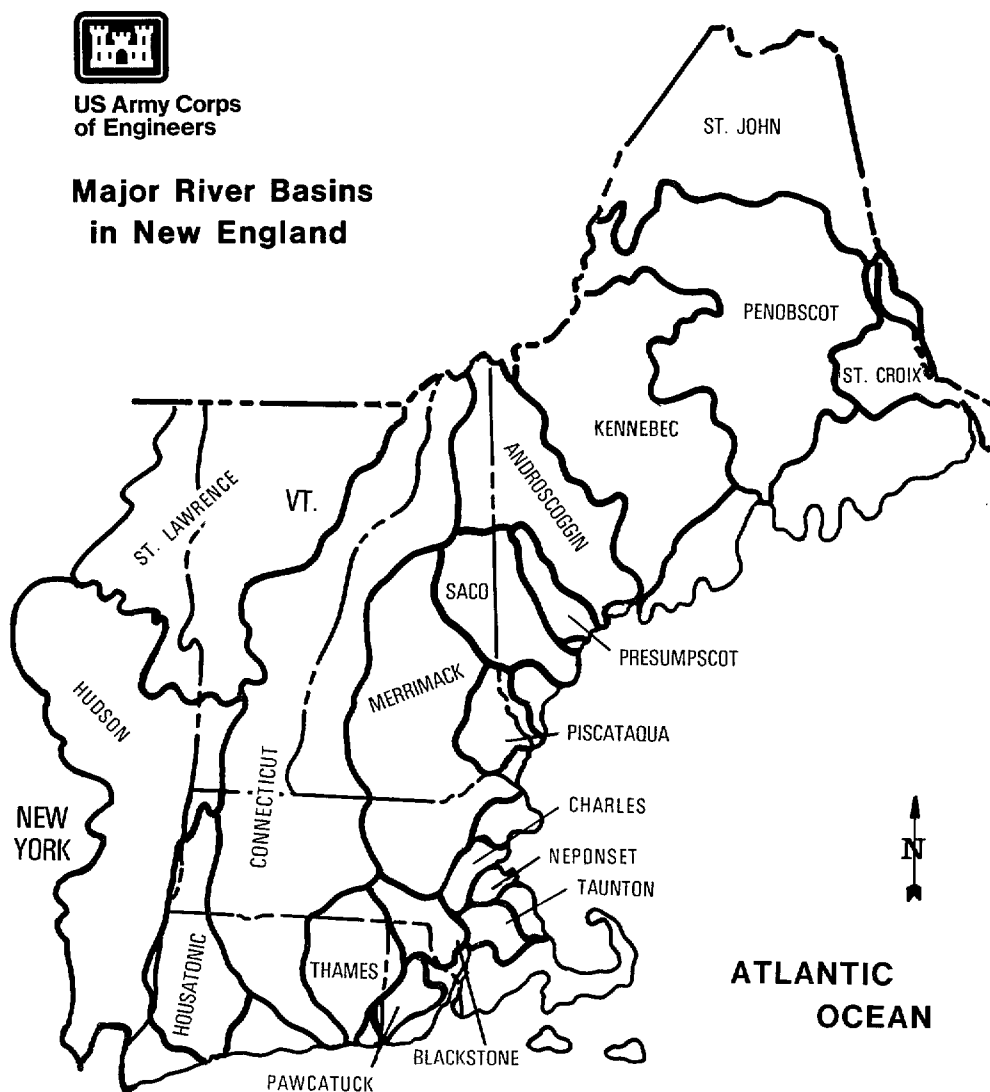 US Army Corps
of Engineers
Major River Basins
in New England
ST. JOHN
PENOBSCOT
ST. CROIX
KENNEBEC
ANDROSCOGGIN
VT.
ST. LAWRENCE
SACO
PRESUMPSCOT
MERRIMACK
HUDSON
PISCATAQUA
CONNECTICUT
NEW
YORK
CHARLES
NEPONSET
TAUNTON
N
HOUSATONIC
THAMES
ATLANTIC
OCEAN
BLACKSTONE
PAWCATUCK